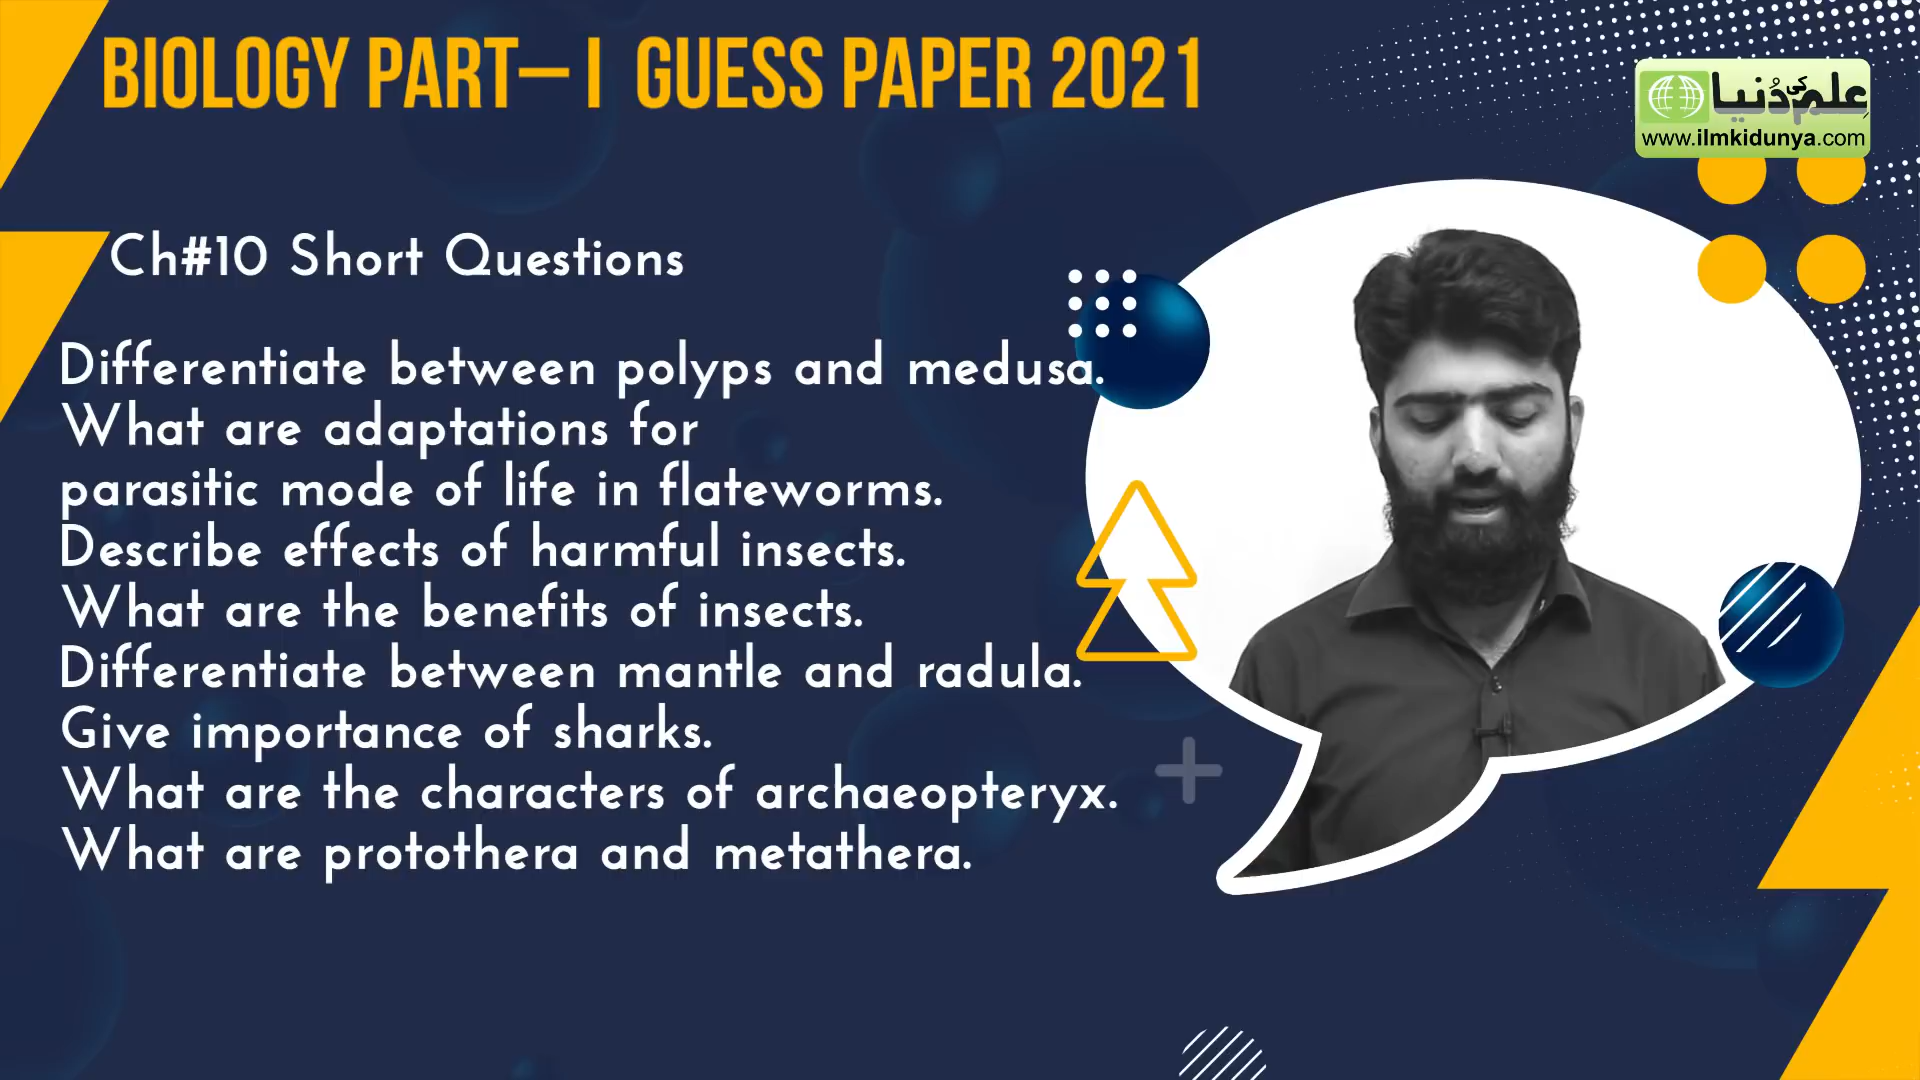 BIOLOGY PART– I GUESS PAPER 2021
علم کی دُنیا
www.ilmkidunya.com
Ch#10 Short Questions
Differentiate between polyps and medusa.
What are adaptations for
parasitic mode of life in flateworms.
Describe effects of harmful insects.
What are the benefits of insects.
Differentiate between mantle and radula.
Give importance of sharks.
What are the characters of archaeopteryx.
What are protothera and metathera.